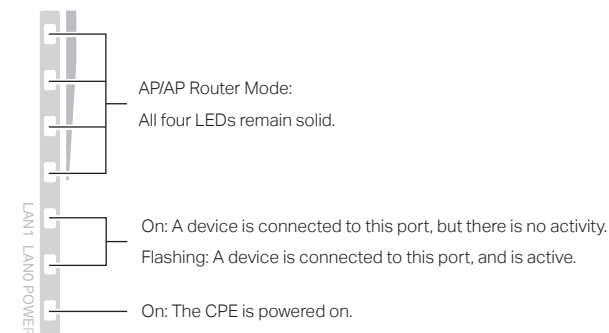 AP/AP Router Mode:
All four LEDs remain solid.
On: A device is connected to this port, but there is no activity.
Flashing: A device is connected to this port, and is active.
On: The CPE is powered on.
LAN1 LAN0 POWER